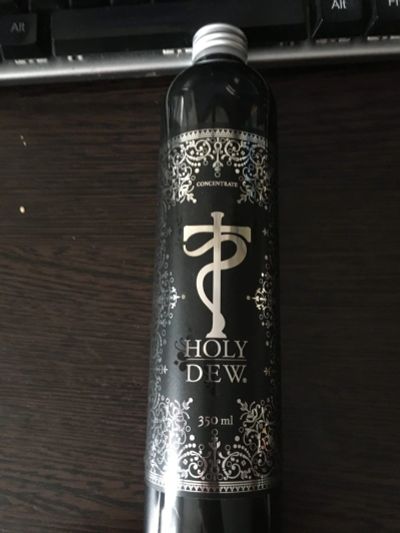 Alt
Alt
CONCENTRATE
HOLY
DEW®
350 ml